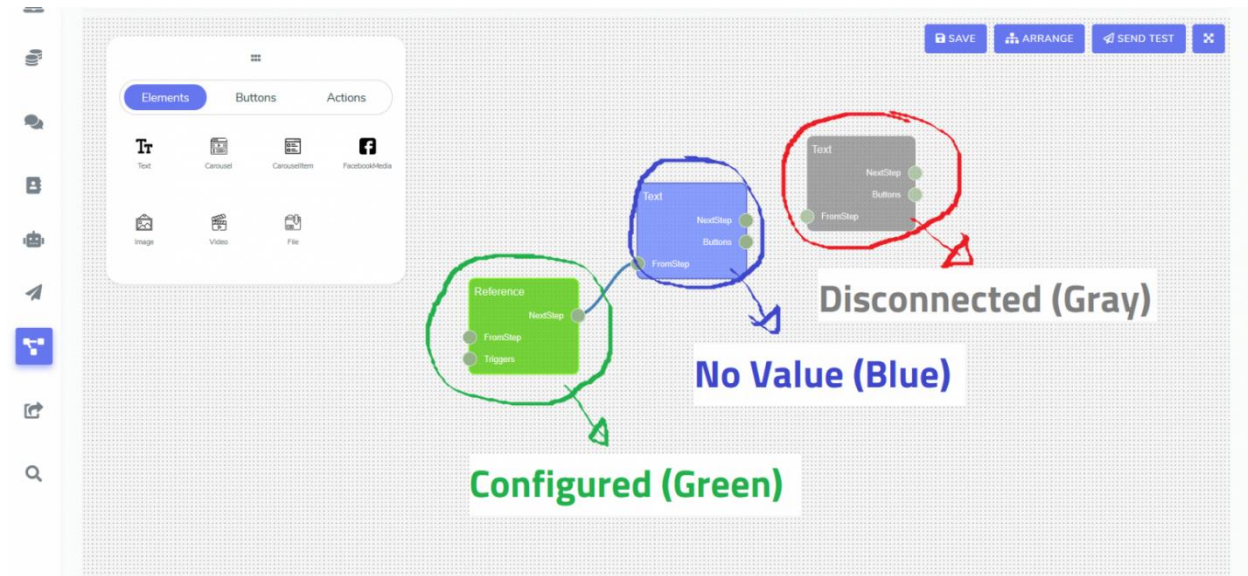 SAVE
ARRANGE
SEND TEST
Elements
Buttons
Actions
Text
Carousel
CarouselItem
FacebookMedia
Image
Video
File
Text
NextStep
Buttons
FromStep
Text
NextStep
Buttons
FromStep
Reference
NextStep
FromStep
Triggers
Disconnected (Gray)
No Value (Blue)
Configured (Green)